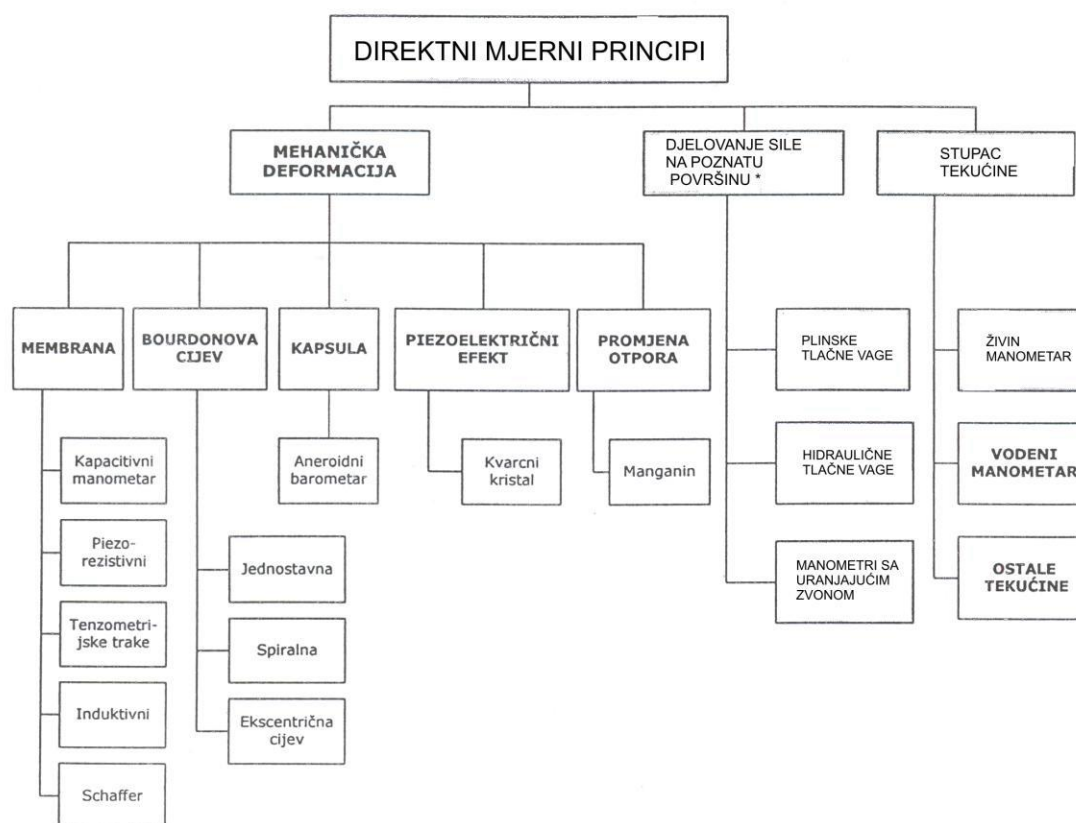 DIREKTNI MJERNI PRINCIPI
MEHANIČKA
DEFORMACIJA
DJELOVANJE SILE
NA POZNATU
POVRŠINU *
STUPAC
TEKUĆINE
MEMBRANA
BOURDONOVA
CIJEV
KAPSULA
PIEZOELEKTRIČNI
EFEKT
PROMJENA
OTPORA
PLINSKE
TLAČNE VAGE
ŽIVIN
MANOMETAR
Kapacitivni
manometar
Aneroidni
barometar
Kvarcni
kristal
Manganin
HIDRAULIČNE
TLAČNE VAGE
VODENI
MANOMETAR
Piezo-
rezistivni
Jednostavna
MANOMETRI SA
URANJAJUĆIM
ZVONOM
OSTALE
TEKUĆINE
Tenzometri-
jske trake
Spiralna
Induktivni
Ekscentrična
cijev
Schaffer